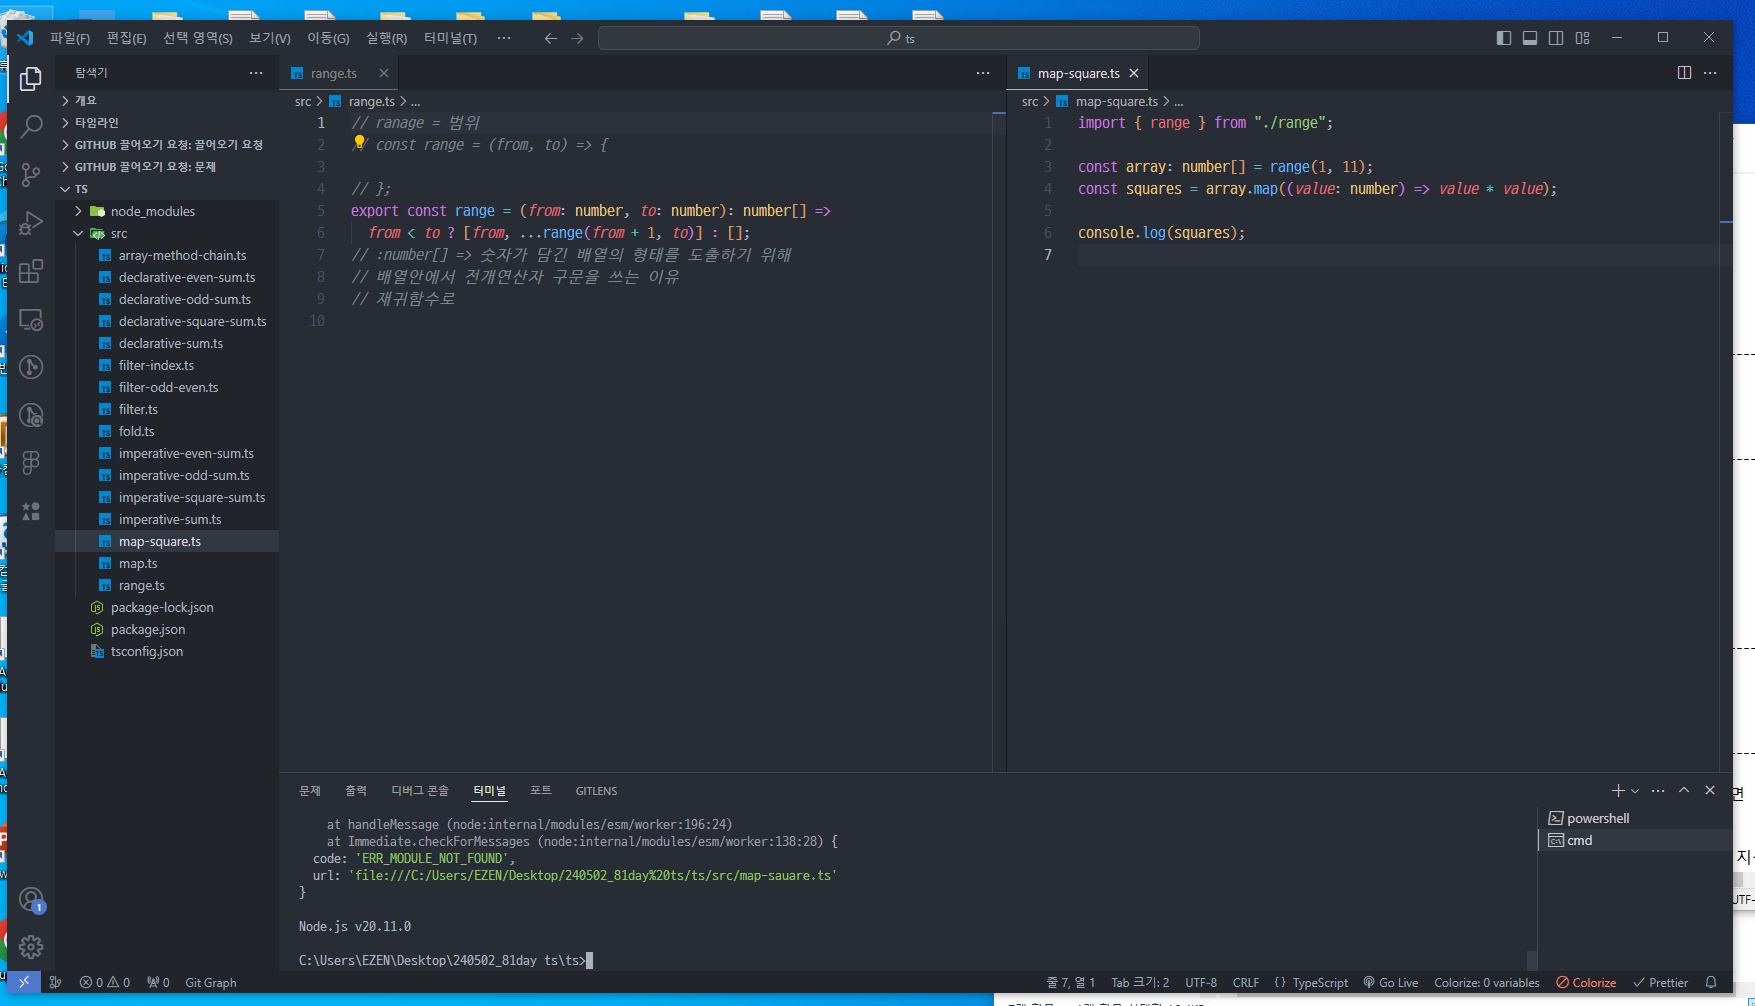 파일(F) 편집(E) 선택 영역(S) 보기(V) 이동(G) 실행(R) 터미널(T) ··· ts
탐색기 ···
개요
타임라인
GITHUB 끌어오기 요청: 끌어오기 요청
GITHUB 끌어오기 요청: 문제
TS
node_modules
src
array-method-chain.ts
declarative-even-sum.ts
declarative-odd-sum.ts
declarative-square-sum.ts
declarative-sum.ts
filter-index.ts
filter-odd-even.ts
filter.ts
fold.ts
imperative-even-sum.ts
imperative-odd-sum.ts
imperative-square-sum.ts
imperative-sum.ts
map-square.ts
map.ts
range.ts
package-lock.json
package.json
tsconfig.json
range.ts
src > range.ts > ...
1 // ranage = 범위
2 // const range = (from, to) => {
3
4 // };
5 export const range = (from: number, to: number): number[] =>
6 from < to ? [from, ...range(from + 1, to)] : [];
7 // :number[] => 숫자가 담긴 배열의 형태를 도출하기 위해
8 // 배열안에서 전개연산자 구문을 쓰는 이유
9 // 재귀함수로
10
map-square.ts
src > map-square.ts > ...
1 import { range } from "./range";
2
3 const array: number[] = range(1, 11);
4 const squares = array.map((value: number) => value * value);
5
6 console.log(squares);
7
문제 출력 디버그 콘솔 터미널 포트 GITLENS
at handleMessage (node:internal/modules/esm/worker:196:24)
at Immediate.checkForMessages (node:internal/modules/esm/worker:138:28) {
code: 'ERR_MODULE_NOT_FOUND',
url: 'file:///C:/Users/EZEN/Desktop/240502_81day%20ts/ts/src/map-sauare.ts'
}
Node.js v20.11.0
C:\Users\EZEN\Desktop\240502_81day ts\ts>
powershell
cmd
1
0 0 0 Git Graph
줄 7, 열 1 Tab 크기: 2 UTF-8 CRLF { } TypeScript Go Live Colorize: 0 variables Colorize Prettier
면
UTF-